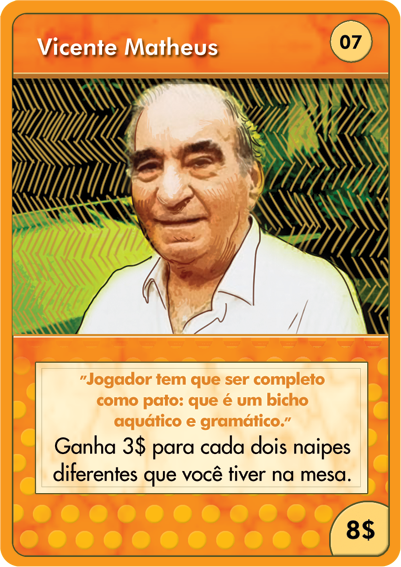 Vicente Matheus
07
"Jogador tem que ser completo
como pato: que é um bicho
aquático e gramático."
Ganha 3$ para cada dois naipes
diferentes que você tiver na mesa.
8$